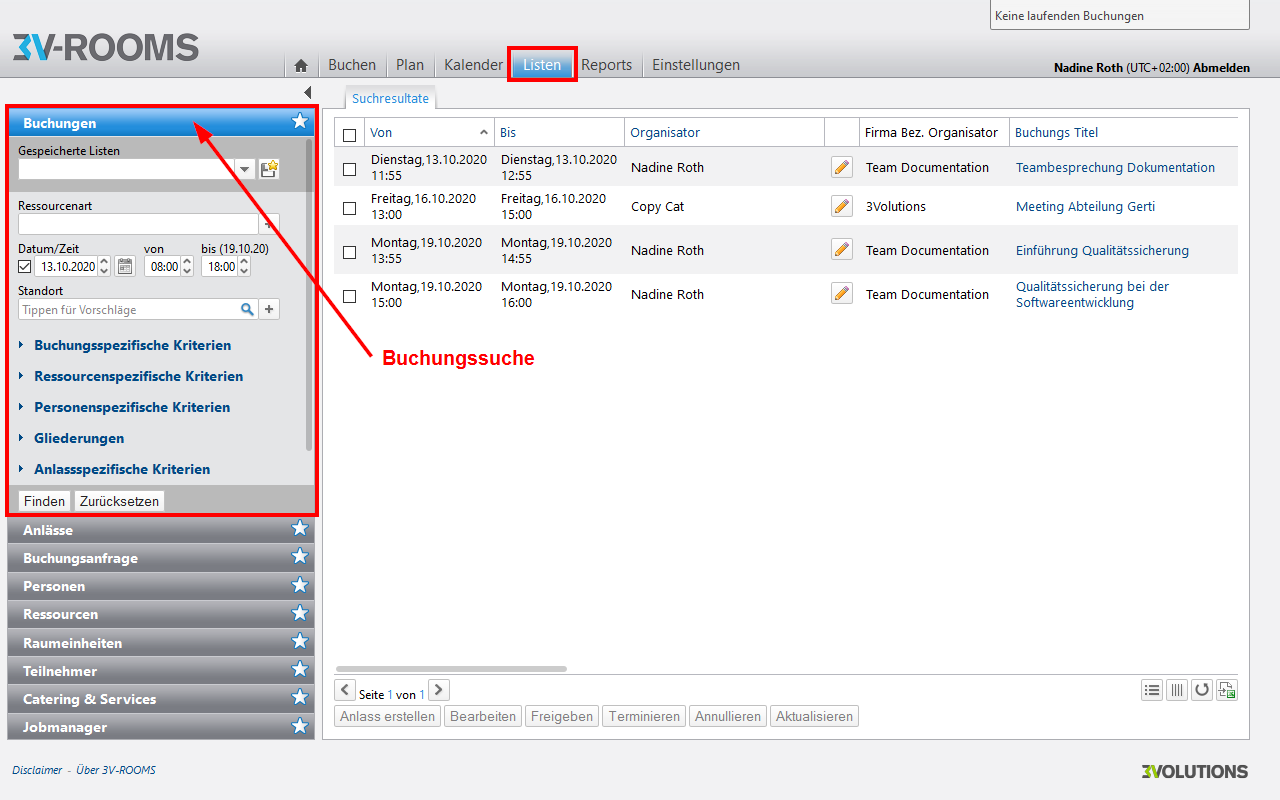 Keine laufenden Buchungen
3V-ROOMS
Buchen Plan Kalender Listen Reports Einstellungen
Nadine Roth (UTC+02:00) Abmelden
Suchresultate
Buchungen
Gespeicherte Listen
Ressourcenart
+
Datum/Zeit von bis (19.10.20)
13.10.2020 08:00 18:00
Standort
Tippen für Vorschläge +
Buchungsspezifische Kriterien
Ressourcenspezifische Kriterien
Personenspezifische Kriterien
Gliederungen
Anlassspezifische Kriterien
Finden Zurücksetzen
Anlässe
Buchungsanfrage
Personen
Ressourcen
Raumeinheiten
Teilnehmer
Catering & Services
Jobmanager
Von Bis Organisator Firma Bez. Organisator Buchungs Titel
Dienstag,13.10.2020 11:55 Dienstag,13.10.2020 12:55 Nadine Roth Team Documentation Teambesprechung Dokumentation
Freitag,16.10.2020 13:00 Freitag,16.10.2020 15:00 Copy Cat 3Volutions Meeting Abteilung Gerti
Montag,19.10.2020 13:55 Montag,19.10.2020 14:55 Nadine Roth Team Documentation Einführung Qualitätssicherung
Montag,19.10.2020 15:00 Montag,19.10.2020 16:00 Nadine Roth Team Documentation Qualitätssicherung bei der Softwareentwicklung
Buchungssuche
Seite 1 von 1
Anlass erstellen Bearbeiten Freigeben Terminieren Annullieren Aktualisieren
Disclaimer - Über 3V-ROOMS
3VOLUTIONS